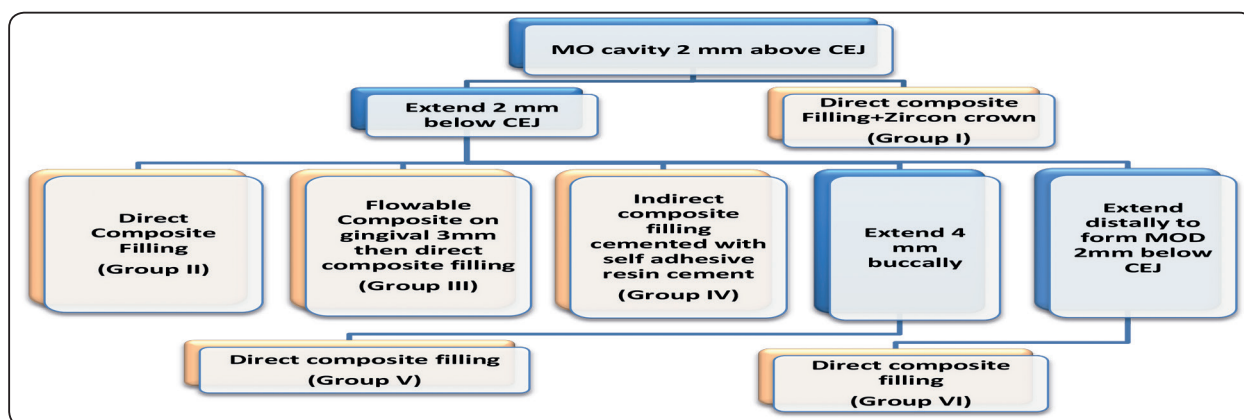 MO cavity 2 mm above CEJ
Extend 2 mm
below CEJ
Direct composite
Filling+Zircon crown
(Group I)
Direct
Composite
Filling
(Group II)
Flowable
Composite on
gingival 3mm
then direct
composite filling
(Group III)
Indirect
composite
filling
cemented with
self adhesive
resin cement
(Group IV)
Extend 4
mm
buccally
Extend
distally to
form MOD
2mm below
CEJ
Direct composite filling
(Group V)
Direct composite
filling
(Group VI)